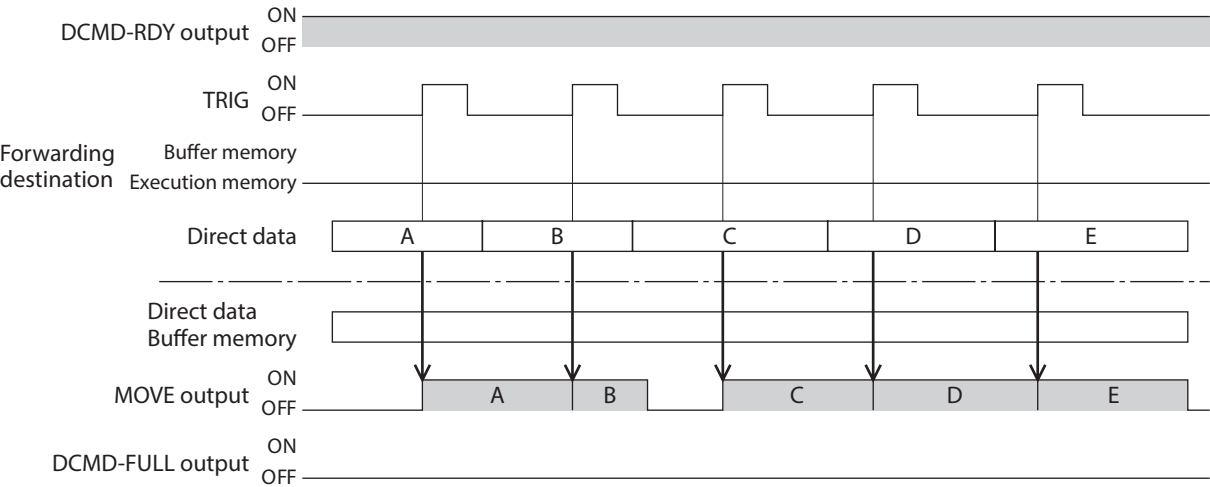 DCMD-RDY output ON
OFF
TRIG ON
OFF
Forwarding destination
Buffer memory
Execution memory
Direct data A B C D E
Direct data
Buffer memory
MOVE output ON
OFF
A B C D E
DCMD-FULL output ON
OFF